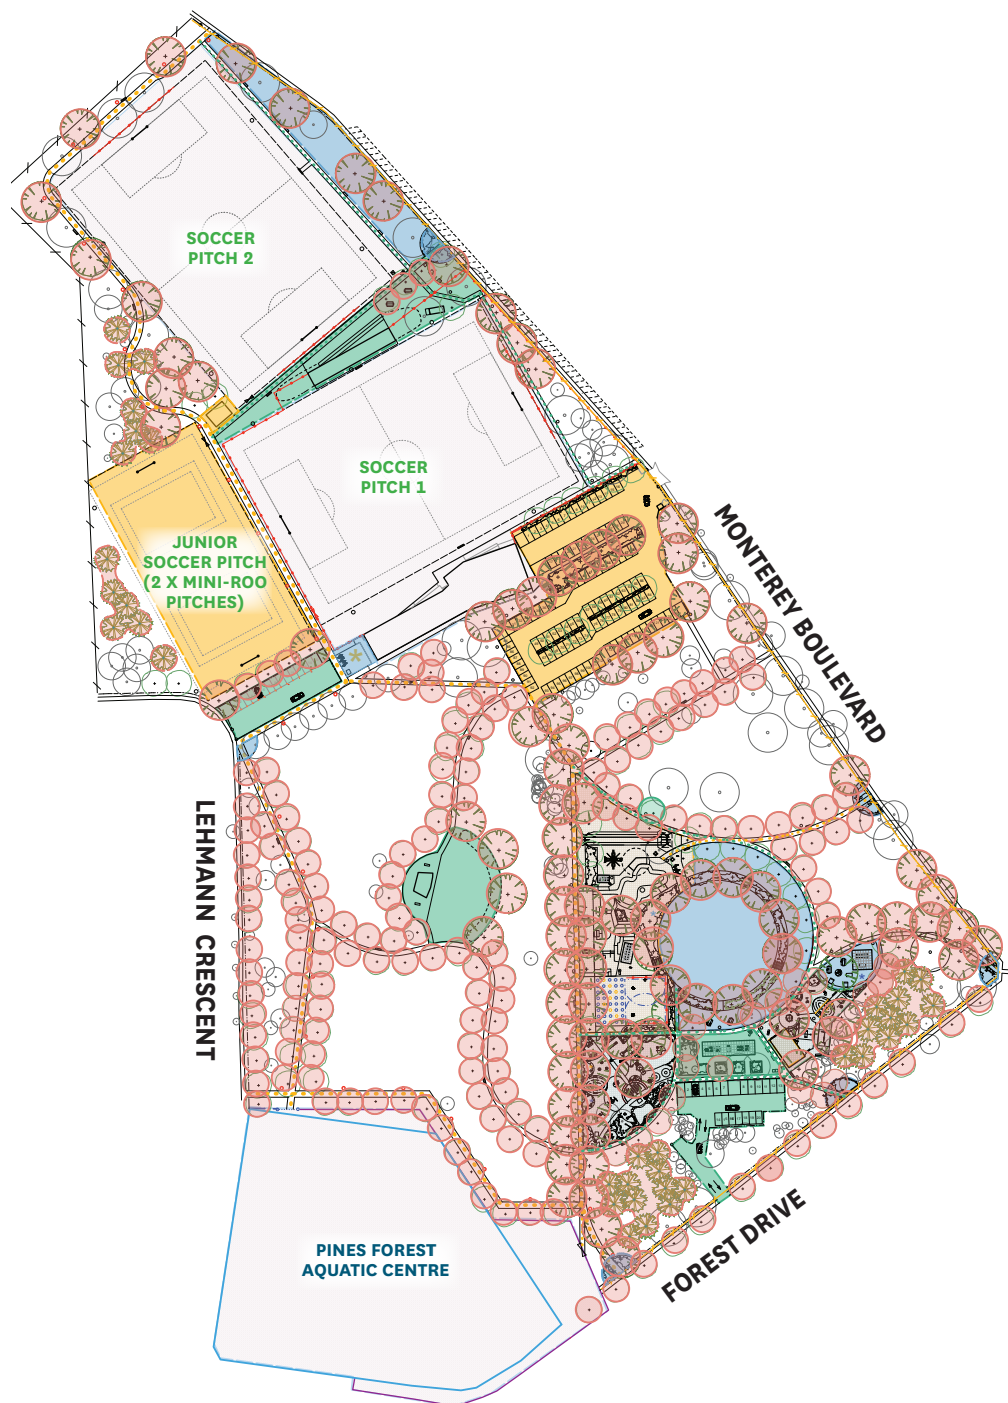 SOCCER
PITCH 2
SOCCER
PITCH 1
JUNIOR
SOCCER PITCH
(2 X MINI-ROO
PITCHES)
MONTEREY BOULEVARD
LEHMANN CRESCENT
FOREST DRIVE
PINES FOREST
AQUATIC CENTRE